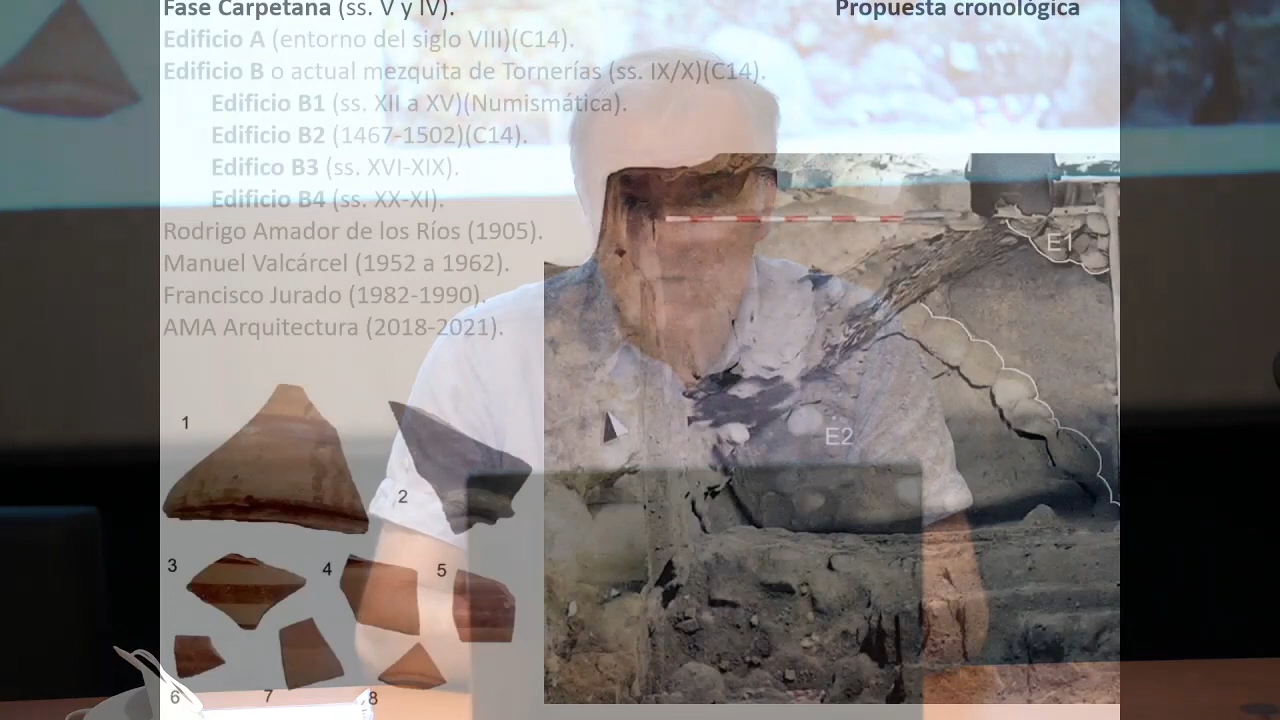 Fase Carpetana (ss. V y IV).
Propuesta cronológica
Edificio A (entorno del siglo VIII)(C14).
Edificio B o actual mezquita de Tornerías (ss. IX/X)(C14).
Edificio B1 (ss. XII a XV)(Numismática).
Edificio B2 (1467-1502)(C14).
Edifico B3 (ss. XVI-XIX).
Edificio B4 (ss. XX-XI).
Rodrigo Amador de los Ríos (1905).
Manuel Valcárcel (1952 a 1962).
Francisco Jurado (1982-1990).
AMA Arquitectura (2018-2021).
E1
E2
1
2
3
4
5
6
7
8